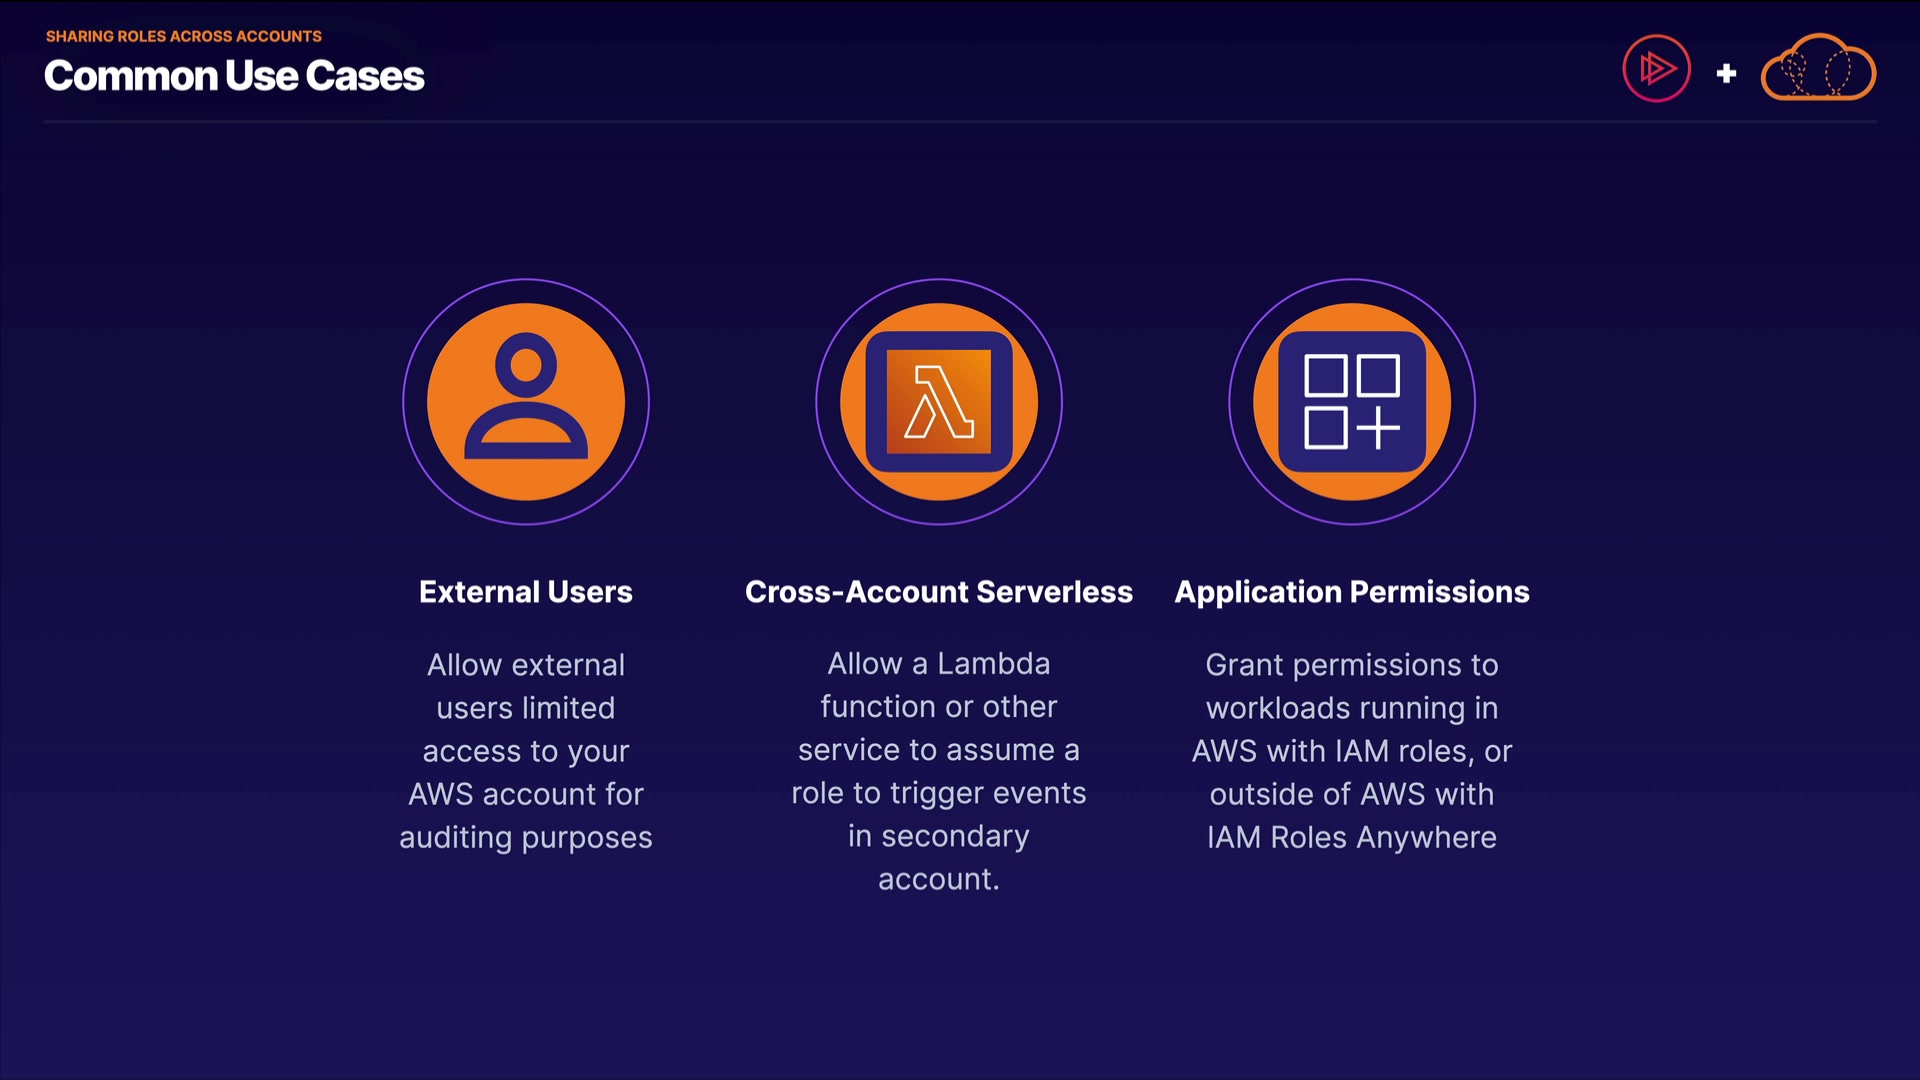 SHARING ROLES ACROSS ACCOUNTS
Common Use Cases
External Users
Allow external
users limited
access to your
AWS account for
auditing purposes
Cross-Account Serverless
Allow a Lambda
function or other
service to assume a
role to trigger events
in secondary
account.
Application Permissions
Grant permissions to
workloads running in
AWS with IAM roles, or
outside of AWS with
IAM Roles Anywhere